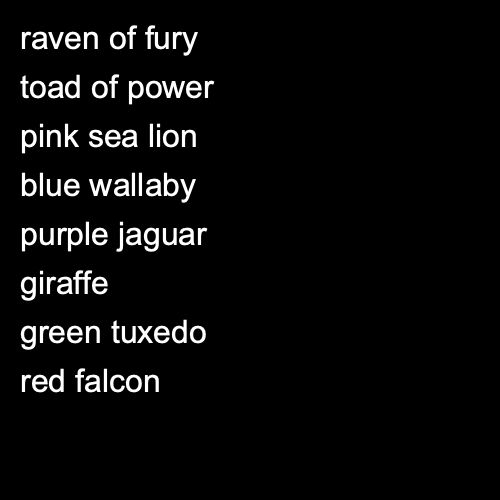 raven of fury
toad of power
pink sea lion
blue wallaby
purple jaguar
giraffe
green tuxedo
red falcon